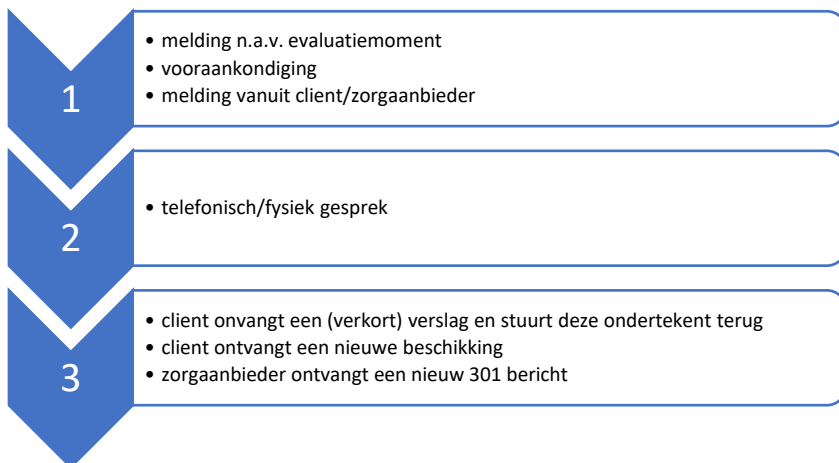 1
• melding n.a.v. evaluatiemoment
• vooraankondiging
• melding vanuit client/zorgaanbieder
2
• telefonisch/fysiek gesprek
3
• client onvangt een (verkort) verslag en stuurt deze ondertekent terug
• client ontvangt een nieuwe beschikking
• zorgaanbieder ontvangt een nieuw 301 bericht